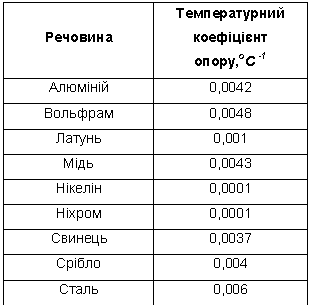 Речовина Температурний
коефіцієнт
опору,°C⁻¹
Алюміній 0,0042
Вольфрам 0,0048
Латунь 0,001
Мідь 0,0043
Нікелін 0,0001
Ніхром 0,0001
Свинець 0,0037
Срібло 0,004
Сталь 0,006